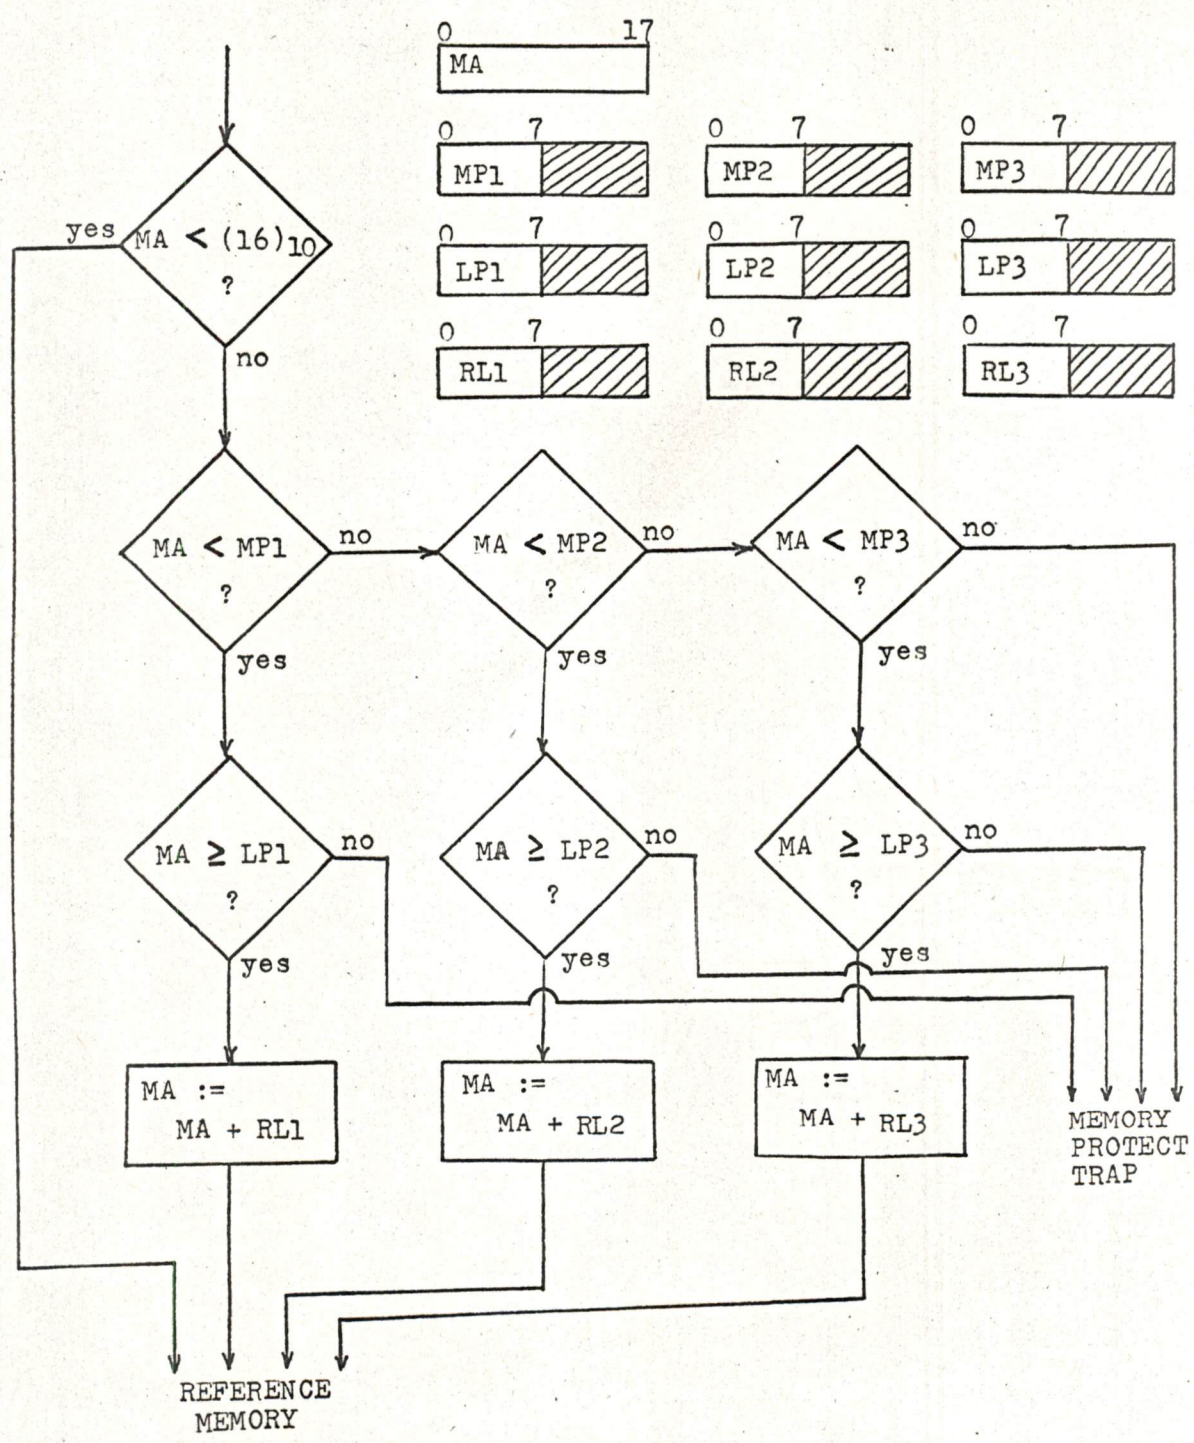 0 17
MA
0 7 0 7 0 7
MP1 MP2 MP3
0 7 0 7 0 7
LP1 LP2 LP3
0 7 0 7 0 7
RL1 RL2 RL3
yes MA < (16)10
?
no
MA < MP1 no MA < MP2 no MA < MP3 no
? ? ?
yes yes yes
MA ≥ LP1 no MA ≥ LP2 no MA ≥ LP3 no
? ? ?
yes yes yes
MA := MA := MA :=
MA + RL1 MA + RL2 MA + RL3
MEMORY
PROTECT
TRAP
REFERENCE
MEMORY